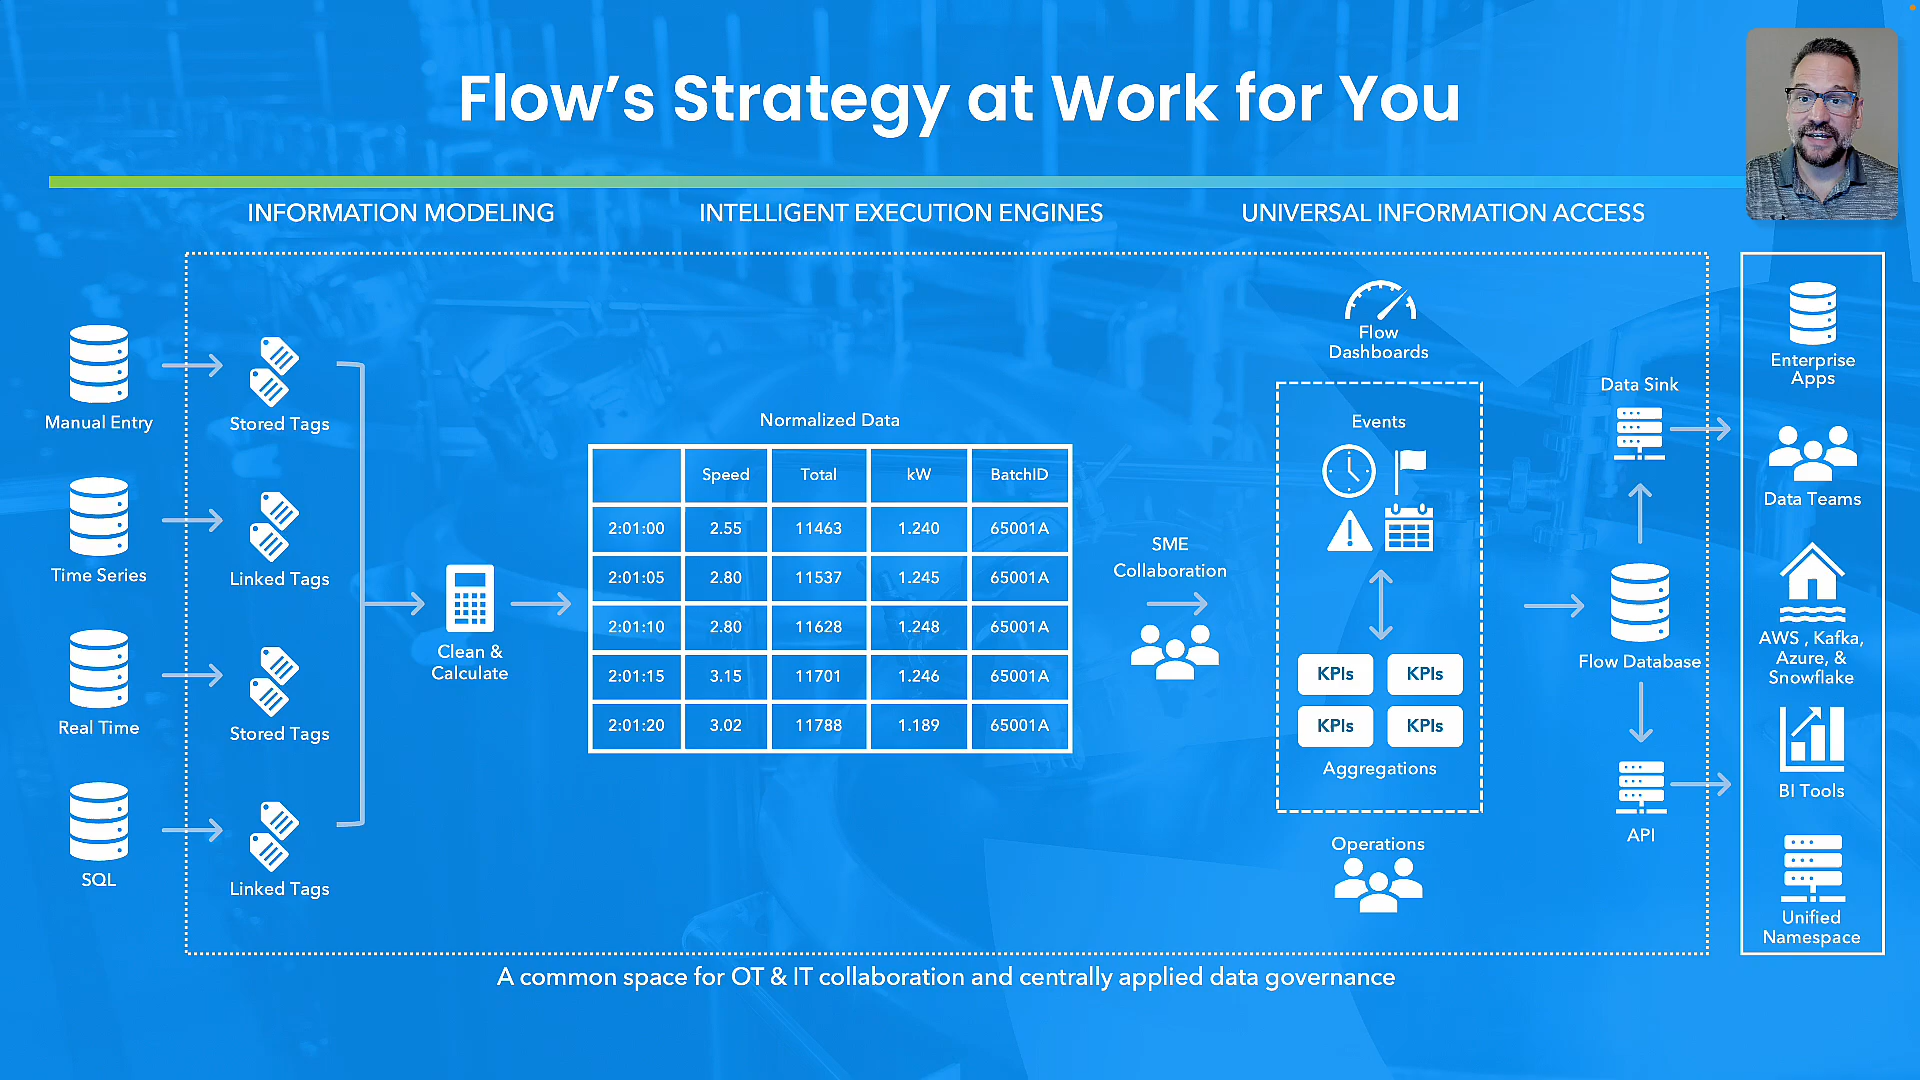 Flow's Strategy at Work for You
INFORMATION MODELING
INTELLIGENT EXECUTION ENGINES
UNIVERSAL INFORMATION ACCESS
Manual Entry
Time Series
Real Time
SQL
Stored Tags
Linked Tags
Stored Tags
Linked Tags
Clean &
Calculate
Normalized Data
Speed Total kW BatchID
2:01:00 2.55 11463 1.240 65001A
2:01:05 2.80 11537 1.245 65001A
2:01:10 2.80 11628 1.248 65001A
2:01:15 3.15 11701 1.246 65001A
2:01:20 3.02 11788 1.189 65001A
SME
Collaboration
Flow
Dashboards
Events
KPIs KPIs
KPIs KPIs
Aggregations
Operations
Data Sink
Flow Database
API
Enterprise
Apps
Data Teams
AWS , Kafka,
Azure, &
Snowflake
BI Tools
Unified
Namespace
A common space for OT & IT collaboration and centrally applied data governance